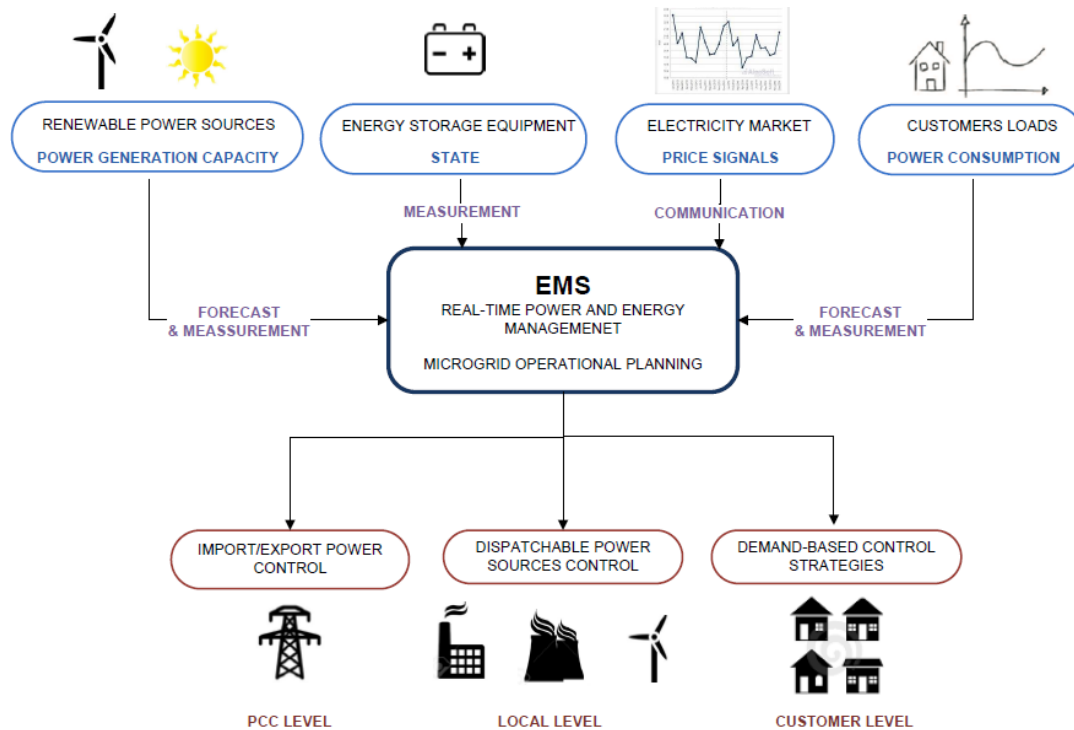 RENEWABLE POWER SOURCES
POWER GENERATION CAPACITY
ENERGY STORAGE EQUIPMENT
STATE
ELECTRICITY MARKET
PRICE SIGNALS
CUSTOMERS LOADS
POWER CONSUMPTION
MEASUREMENT
COMMUNICATION
FORECAST
& MEASSUREMENT
EMS
REAL-TIME POWER AND ENERGY
MANAGEMENET
MICROGRID OPERATIONAL PLANNING
FORECAST
& MEASUREMENT
IMPORT/EXPORT POWER
CONTROL
DISPATCHABLE POWER
SOURCES CONTROL
DEMAND-BASED CONTROL
STRATEGIES
PCC LEVEL
LOCAL LEVEL
CUSTOMER LEVEL